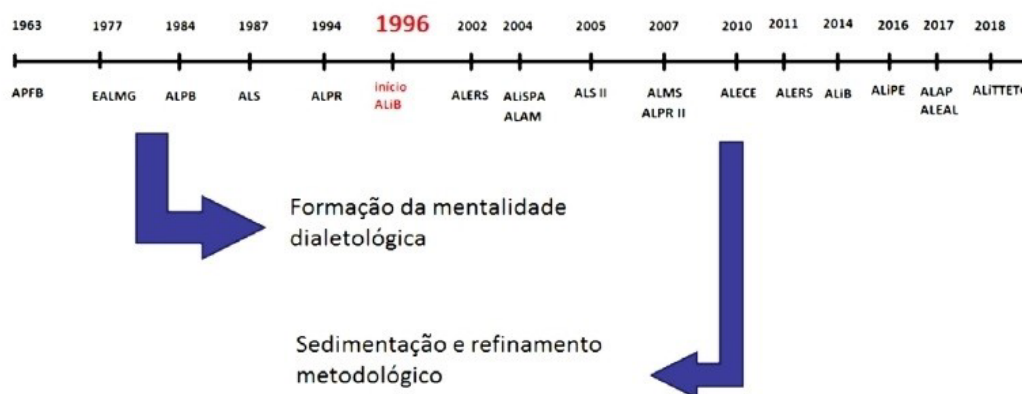 1963 1977 1984 1987 1994 1996 2002 2004 2005 2007 2010 2011 2014 2016 2017 2018
APFB EALMG ALPB ALS ALPR início ALERS ALiSPA ALS II ALMS ALECE ALERS ALiB ALiPE ALAP ALiTTETO
ALiB ALAM ALPR II ALEAL
Formação da mentalidade
dialetológica
Sedimentação e refinamento
metodológico